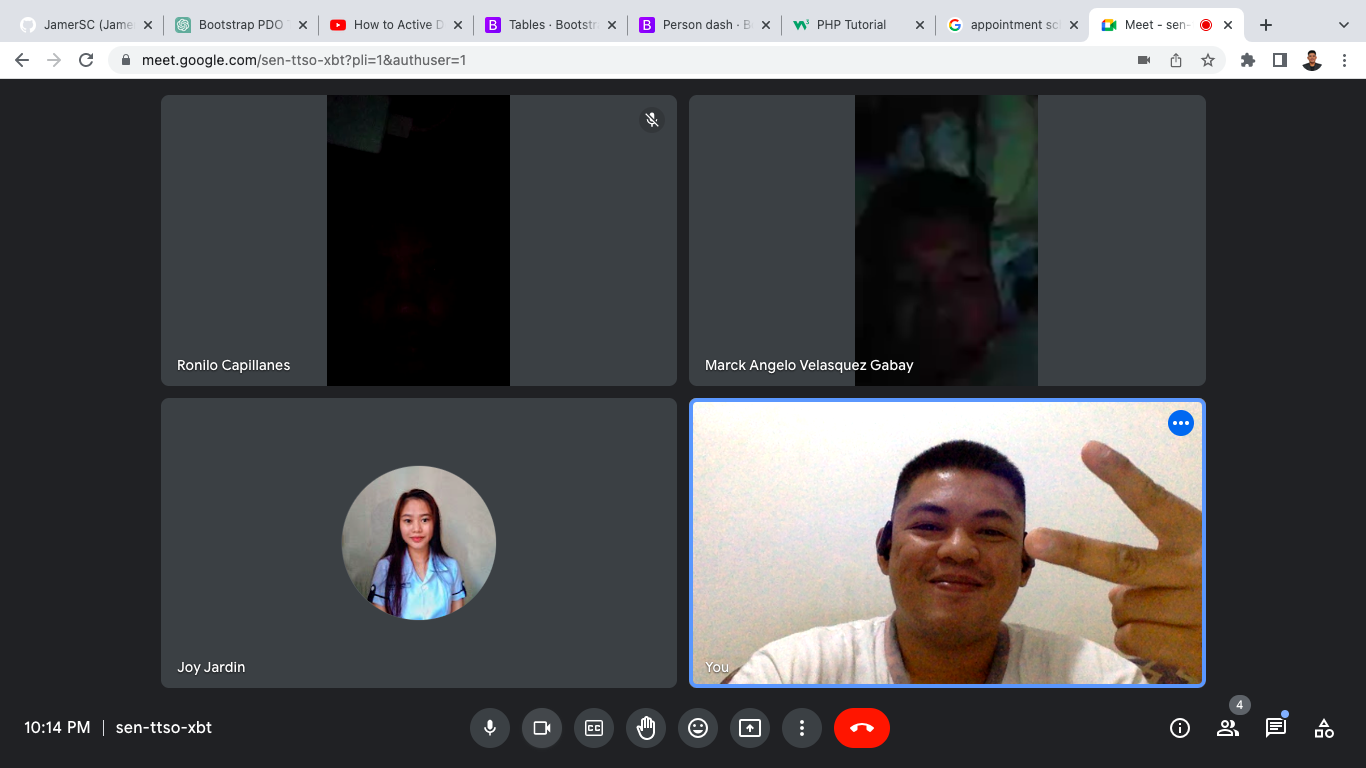 JamerSC (Jame
Bootstrap PDO
How to Active D
Tables · Bootstr
Person dash · B
PHP Tutorial
appointment sc
Meet - sen-
meet.google.com/sen-ttso-xbt?pli=1&authuser=1
Ronilo Capillanes
Marck Angelo Velasquez Gabay
Joy Jardin
You
10:14 PM | sen-ttso-xbt
CC
4